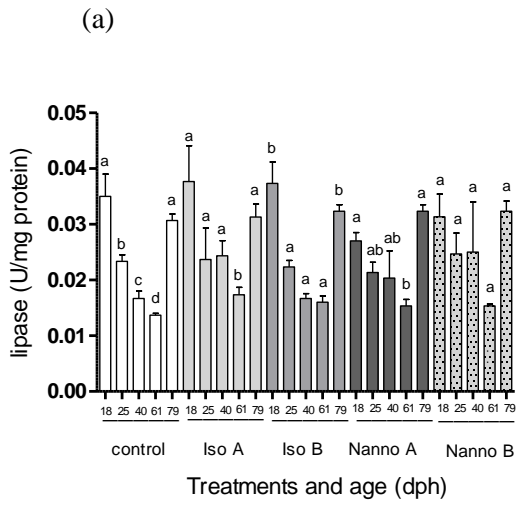 (a)
0.05
0.04
0.03
0.02
0.01
0.00
lipase (U/mg protein)
a b c d a a a a b a b a a a b a ab ab b a a a a a a
18 25 40 61 79 18 25 40 61 79 18 25 40 61 79 18 25 40 61 79 18 25 40 61 79
control Iso A Iso B Nanno A Nanno B
Treatments and age (dph)